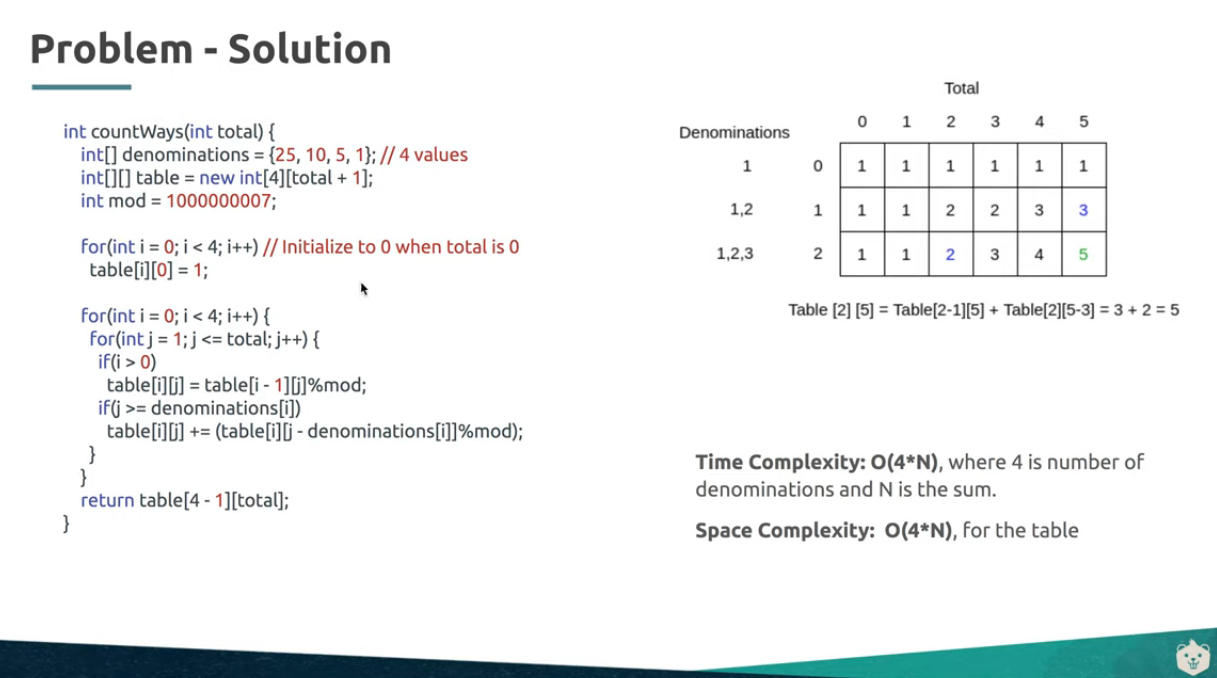 Problem - Solution
int countWays(int total) {
int[] denominations = {25, 10, 5, 1}; // 4 values
int[][] table = new int[4][total + 1];
int mod = 1000000007;
for(int i = 0; i < 4; i++) // Initialize to 0 when total is 0
table[i][0] = 1;
for(int i = 0; i < 4; i++) {
for(int j = 1; j <= total; j++) {
if(i > 0)
table[i][j] = table[i - 1][j]%mod;
if(j >= denominations[i])
table[i][j] += (table[i][j - denominations[i]]%mod);
}
}
return table[4 - 1][total];
}
Total
Denominations
0 1 2 3 4 5
1 0 1 1 1 1 1 1
1,2 1 1 1 2 2 3 3
1,2,3 2 1 1 2 3 4 5
Table [2] [5] = Table[2-1][5] + Table[2][5-3] = 3 + 2 = 5
Time Complexity: O(4*N), where 4 is number of
denominations and N is the sum.
Space Complexity: O(4*N), for the table